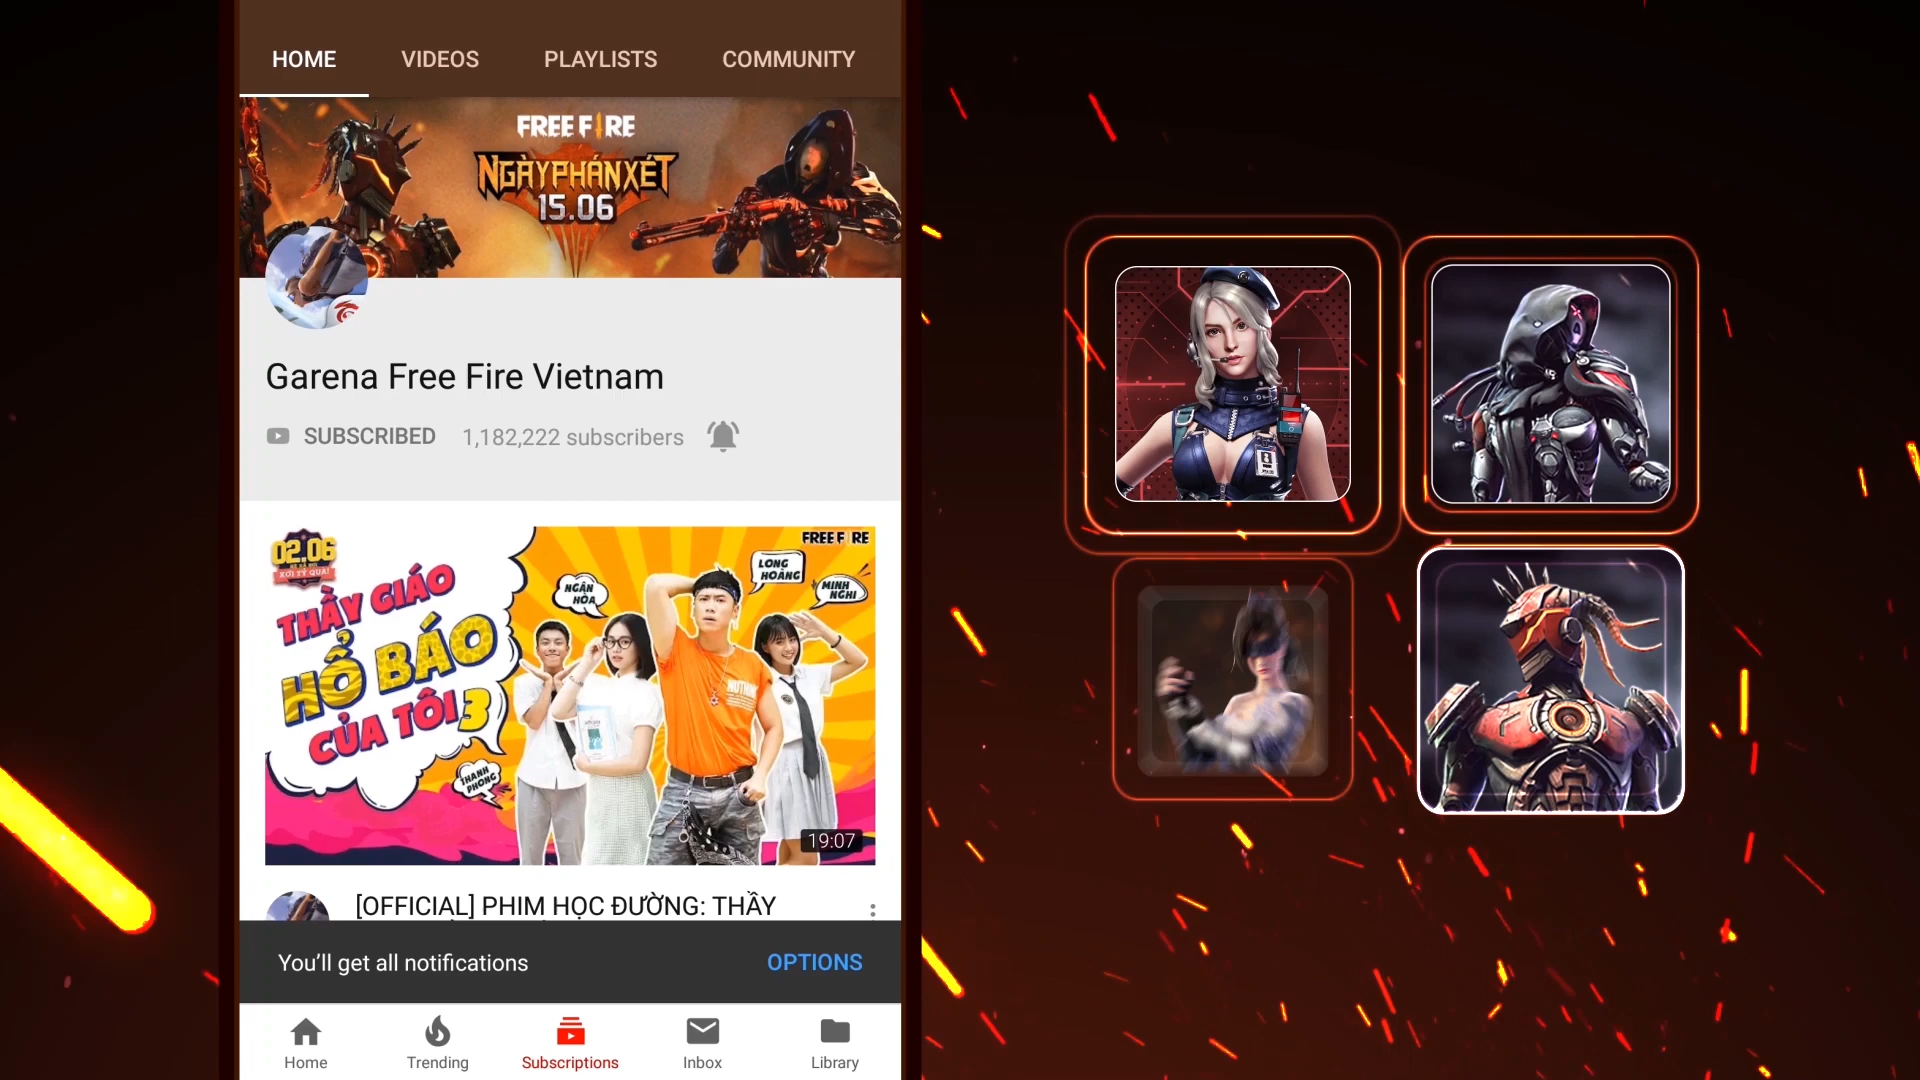 HOME VIDEOS PLAYLISTS COMMUNITY
FREE FIRE
NGÀY PHÁN XÉT
15.06
Garena Free Fire Vietnam
SUBSCRIBED 1,182,222 subscribers
02.06
XƠI TÝ QUA!
FREE FIRE
THẦY GIÁO
HỔ BÁO
CỦA TÔI 3
NGÂN
HÒA
LONG
HOÀNG
MINH
NGHI
THANH
PHONG
19:07
[OFFICIAL] PHIM HỌC ĐƯỜNG: THẦY
You'll get all notifications OPTIONS
Home Trending Subscriptions Inbox Library